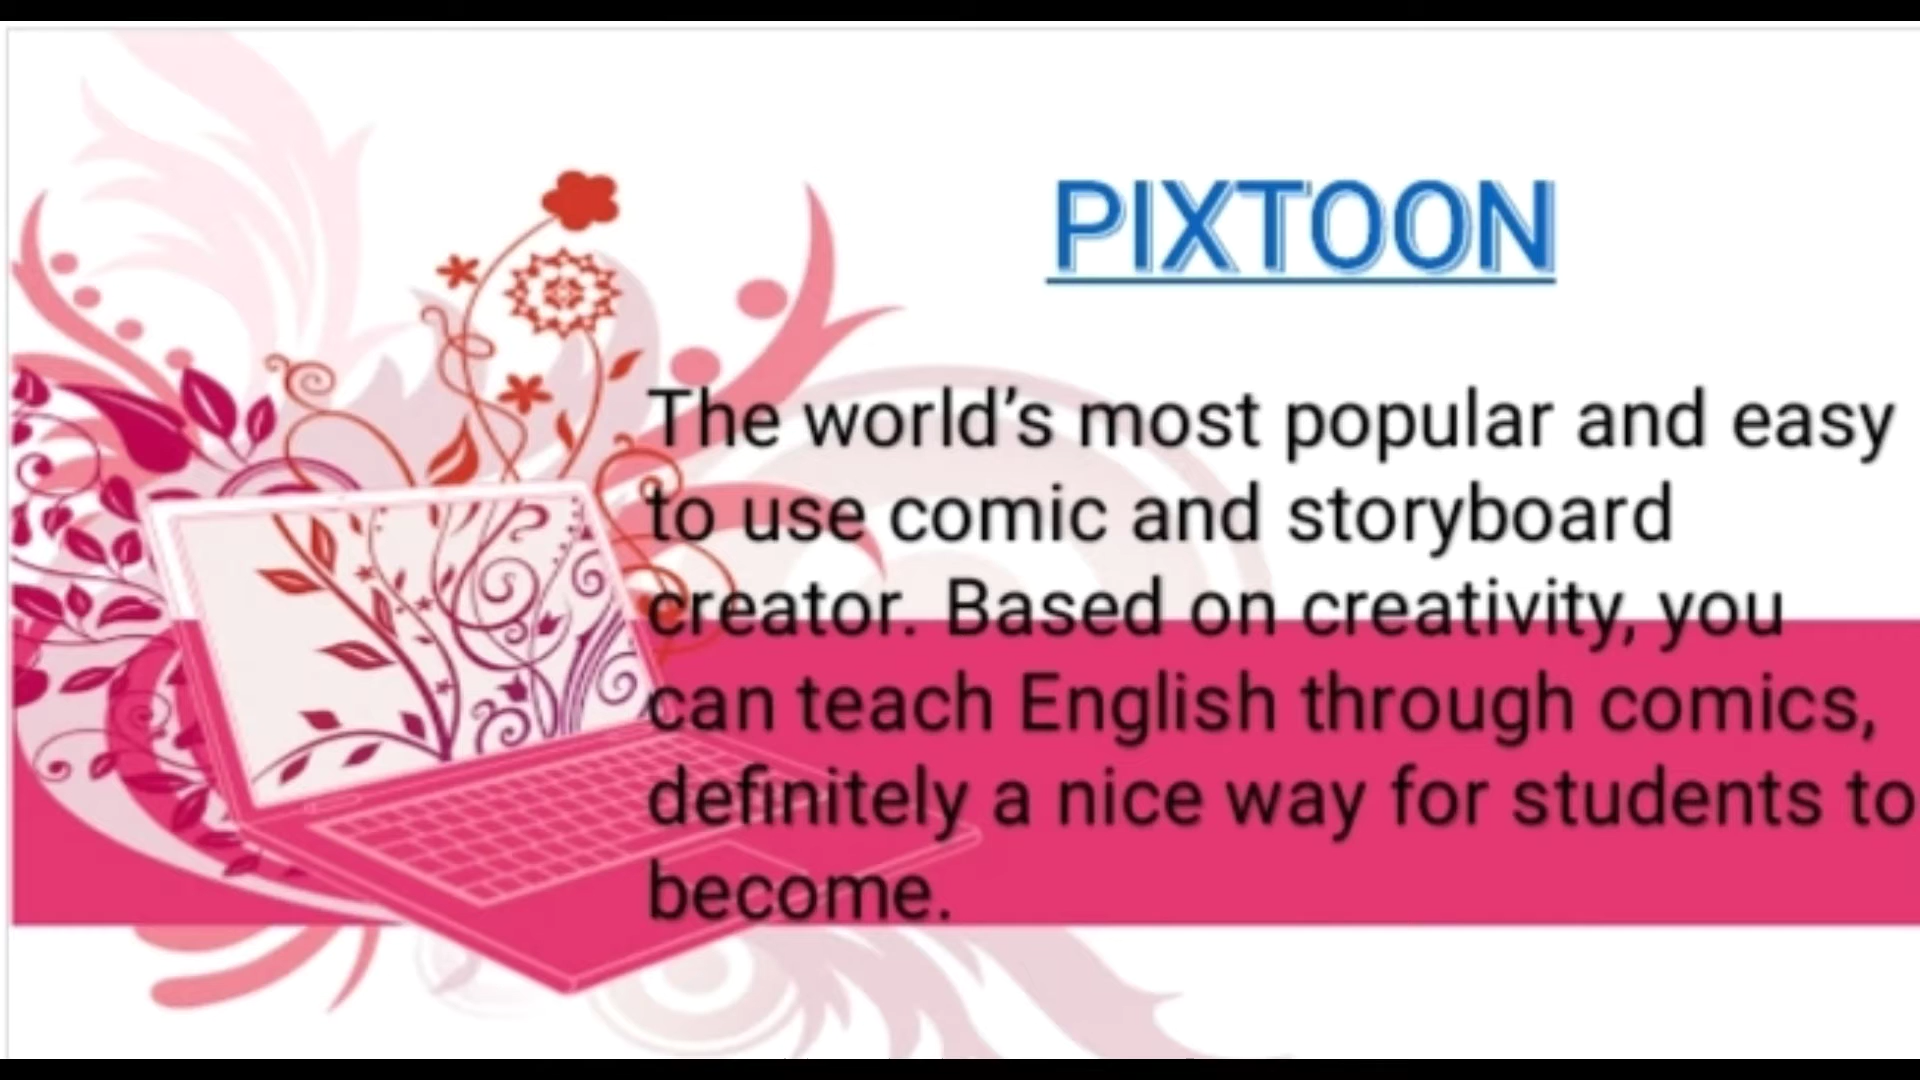 PIXTOON
The world’s most popular and easy
to use comic and storyboard
creator. Based on creativity, you
can teach English through comics,
definitely a nice way for students to
become.